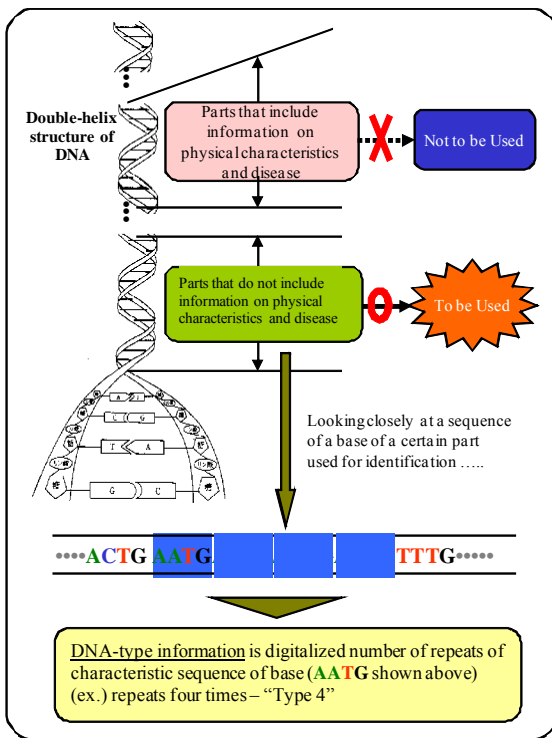 Double-helix
structure of
DNA
Parts that include
information on
physical characteristics
and disease
Not to be Used
Parts that do not include
information on physical
characteristics and disease
To be Used
A
C G
T A
G C
Looking closely at a sequence
of a base of a certain part
used for identification .....
••••ACTG AATG TTTG•••••
DNA-type information is digitalized number of repeats of
characteristic sequence of base (AATG shown above)
(ex.) repeats four times – “Type 4”